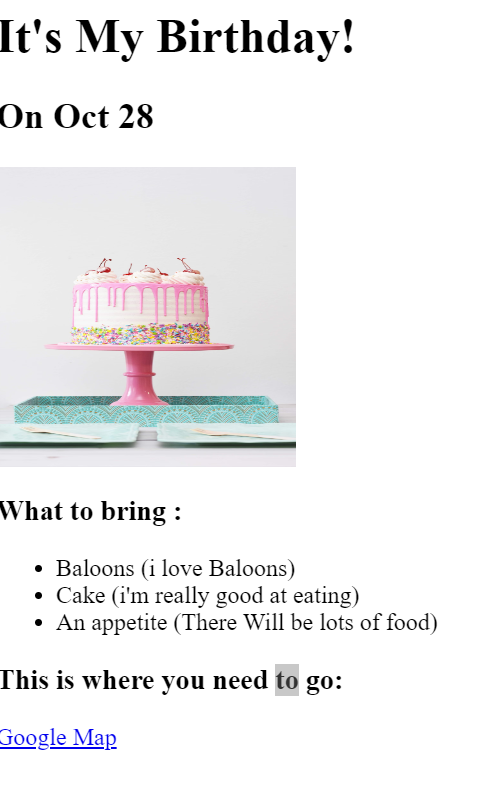 It's My Birthday!
On Oct 28
What to bring :
Baloons (i love Baloons)
Cake (i'm really good at eating)
An appetite (There Will be lots of food)
This is where you need to go:
Google Map